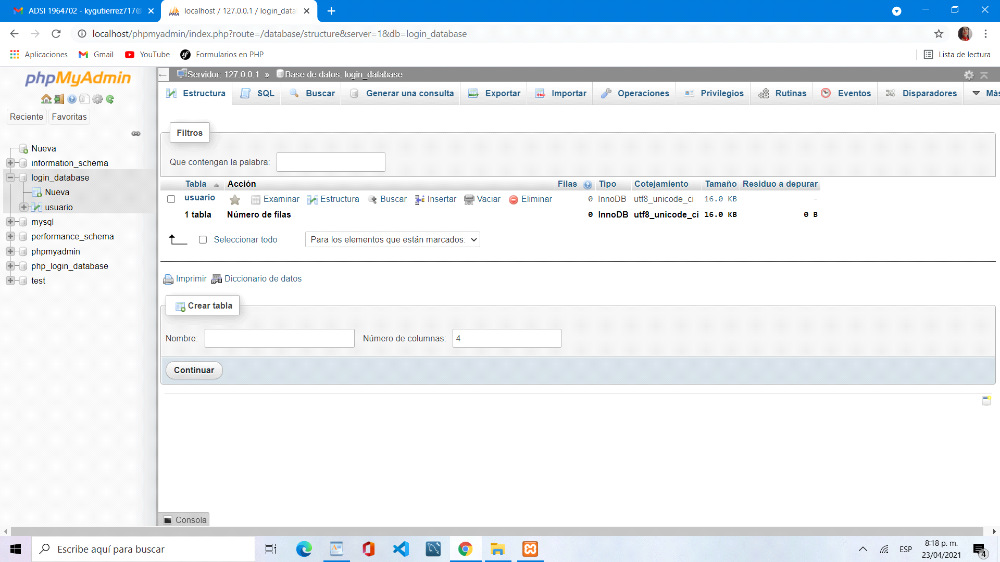 ADSI 1964702 - kygutierrez717@
localhost / 127.0.0.1 / login_data
localhost/phpmyadmin/index.php?route=/database/structure&server=1&db=login_database
Aplicaciones
Gmail
YouTube
Formularios en PHP
Lista de lectura
phpMyAdmin
Reciente
Favoritas
Nueva
information_schema
login_database
Nueva
usuario
mysql
performance_schema
phpmyadmin
php_login_database
test
Servidor: 127.0.0.1 » Base de datos: login_database
Estructura
SQL
Buscar
Generar una consulta
Exportar
Importar
Operaciones
Privilegios
Rutinas
Eventos
Disparadores
Más
Filtros
Que contengan la palabra:
Tabla Acción Filas Tipo Cotejamiento Tamaño Residuo a depurar
usuario Examinar Estructura Buscar Insertar Vaciar Eliminar 0 InnoDB utf8_unicode_ci 16.0 KB -
1 tabla Número de filas 0 InnoDB utf8_unicode_ci 16.0 KB 0 B
Seleccionar todo
Para los elementos que están marcados:
Imprimir
Diccionario de datos
Crear tabla
Nombre:
Número de columnas: 4
Continuar
Consola
Escribe aquí para buscar
ESP
8:18 p. m.
23/04/2021
4